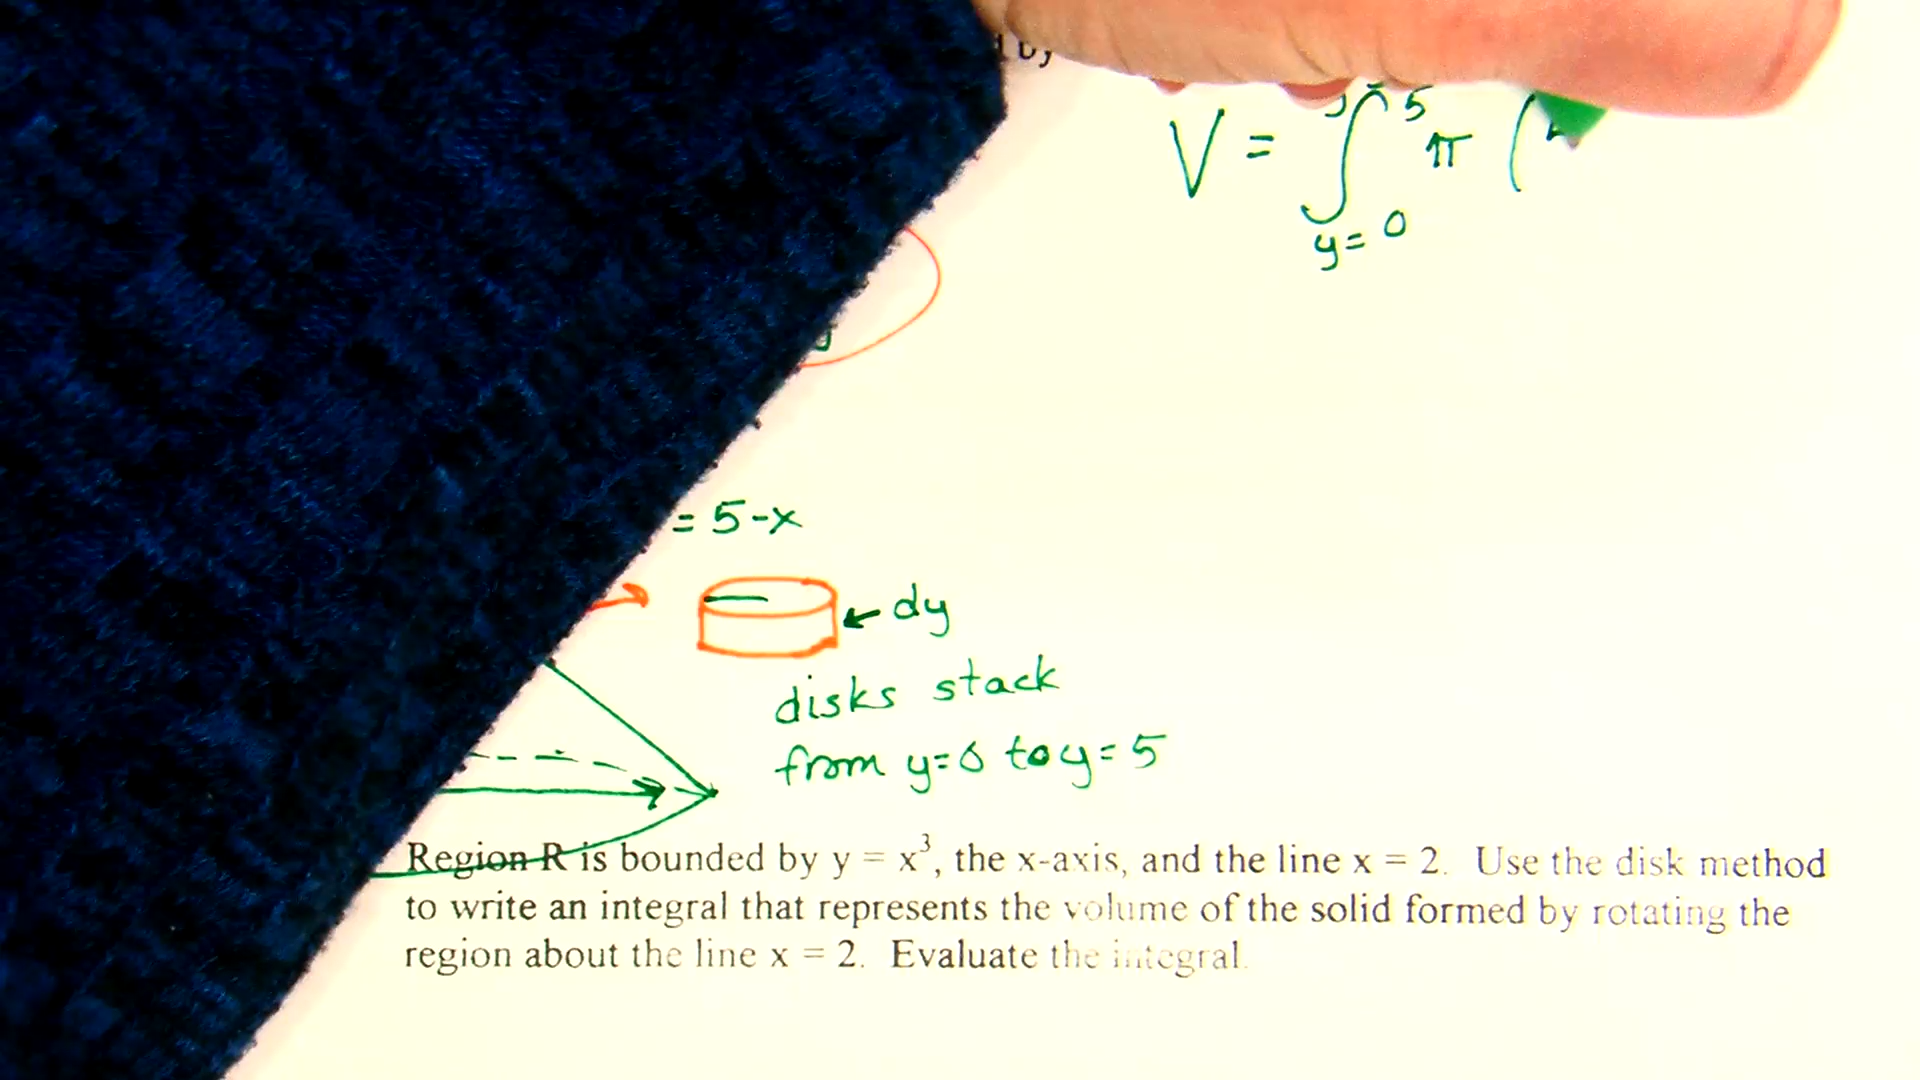 by
V = ∫ 5 π (
y = 0
= 5 - x
← dy
disks stack
from y = 0 to y = 5
Region R is bounded by y = x³, the x-axis, and the line x = 2. Use the disk method
to write an integral that represents the volume of the solid formed by rotating the
region about the line x = 2. Evaluate the integral.